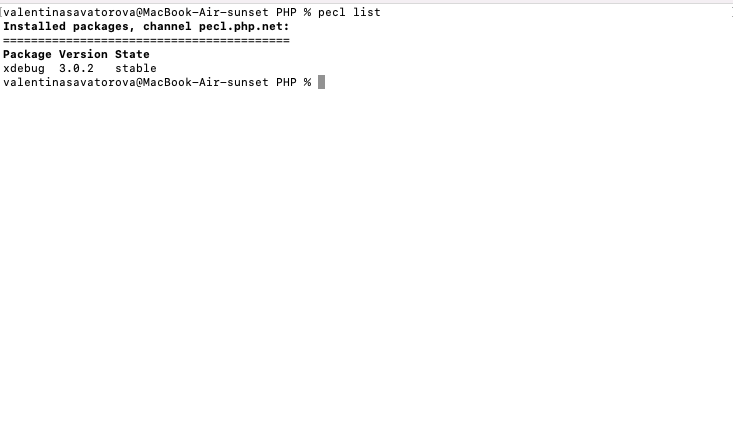 [valentinasavatorova@MacBook-Air-sunset PHP % pecl list
Installed packages, channel pecl.php.net:
=========================================
Package Version State
xdebug  3.0.2   stable
valentinasavatorova@MacBook-Air-sunset PHP %